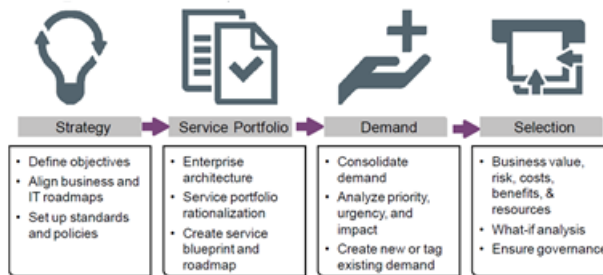 Strategy
Service Portfolio
Demand
Selection
• Define objectives
• Align business and
IT roadmaps
• Set up standards
and policies
• Enterprise
architecture
• Service portfolio
rationalization
• Create service
blueprint and
roadmap
• Consolidate
demand
• Analyze priority,
urgency, and
impact
• Create new or tag
existing demand
• Business value,
risk, costs,
benefits, &
resources
• What-if analysis
• Ensure governance